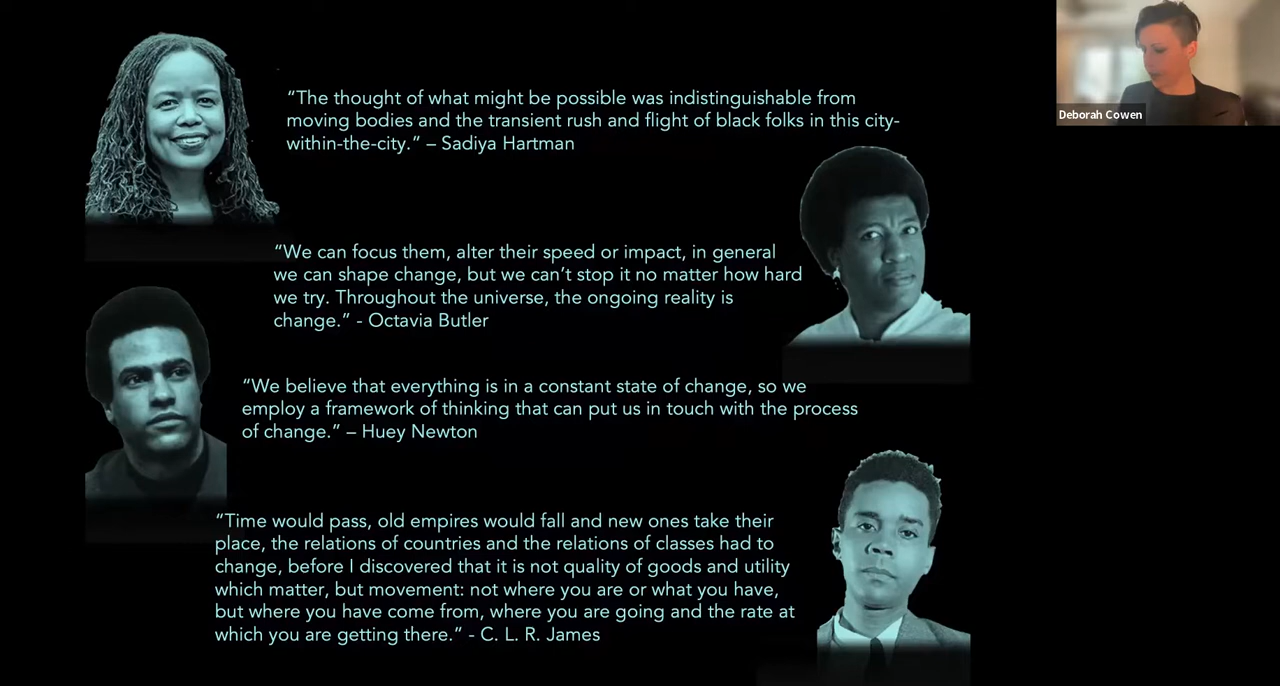 “The thought of what might be possible was indistinguishable from
moving bodies and the transient rush and flight of black folks in this city-
within-the-city.” – Sadiya Hartman
Deborah Cowen
“We can focus them, alter their speed or impact, in general
we can shape change, but we can’t stop it no matter how hard
we try. Throughout the universe, the ongoing reality is
change.” - Octavia Butler
“We believe that everything is in a constant state of change, so we
employ a framework of thinking that can put us in touch with the process
of change.” – Huey Newton
“Time would pass, old empires would fall and new ones take their
place, the relations of countries and the relations of classes had to
change, before I discovered that it is not quality of goods and utility
which matter, but movement: not where you are or what you have,
but where you have come from, where you are going and the rate at
which you are getting there.” - C. L. R. James